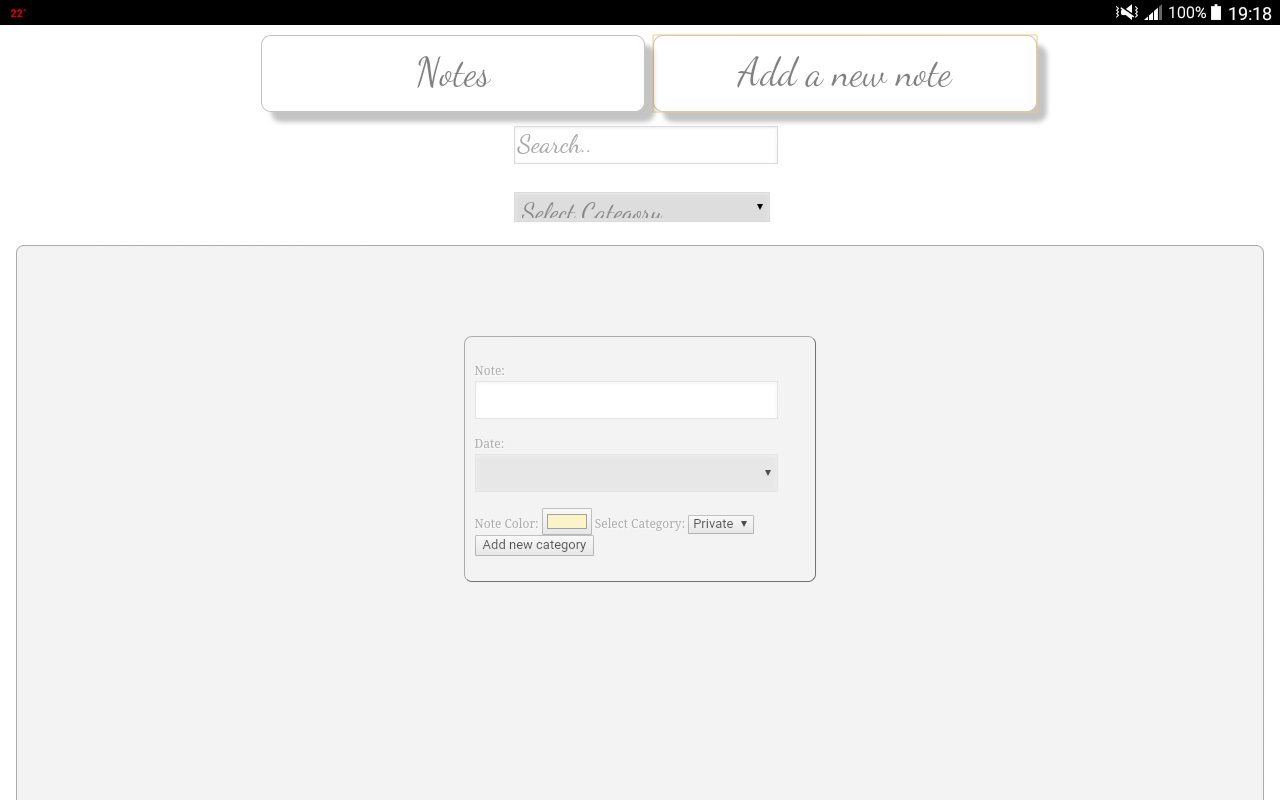 22°
100%
19:18
Notes
Add a new note
Search..
Select Category
Note:
Date:
Note Color:
Select Category: Private
Add new category